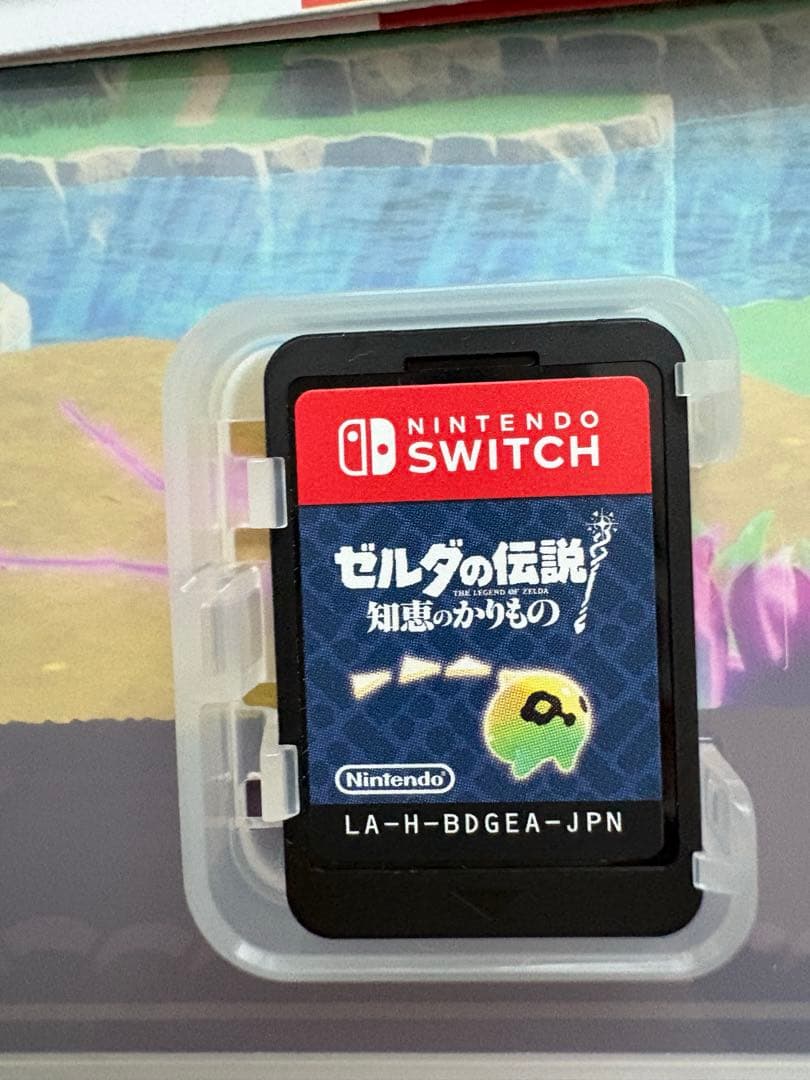 NINTENDO
SWITCH
ゼルダの伝説
THE LEGEND OF ZELDA
知恵のかりもの
Nintendo
LA-H-BDGEA-JPN